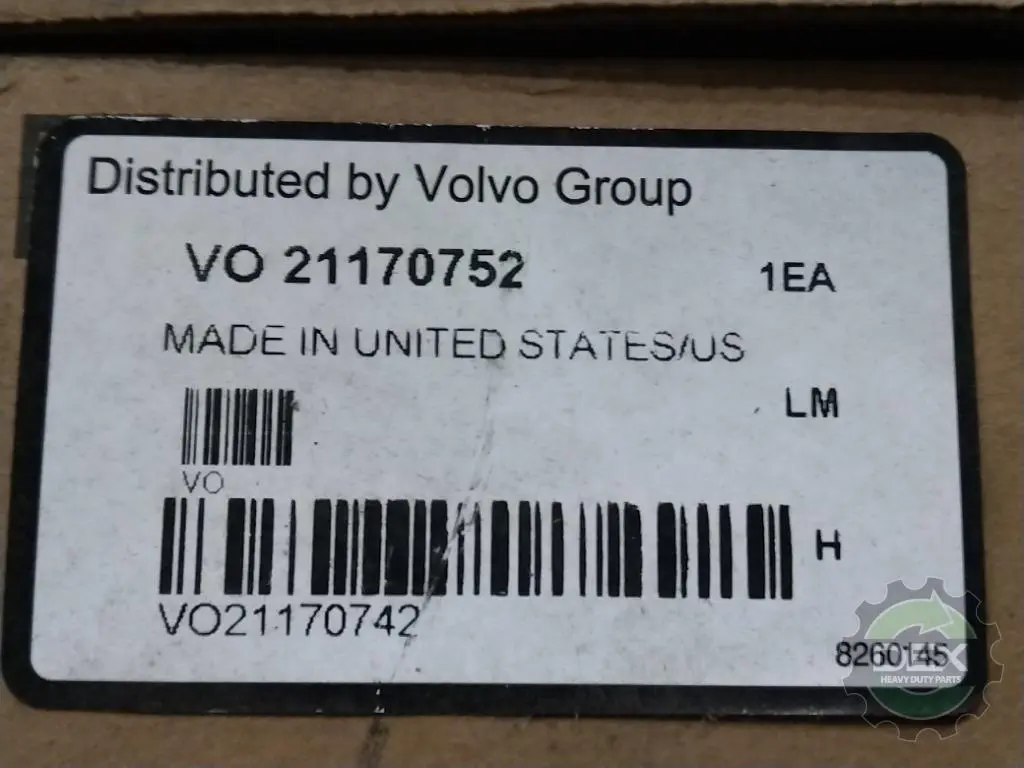 Distributed by Volvo Group
VO 21170752
1EA
MADE IN UNITED STATES/US
LM
VO
H
VO21170742
8260145
DEX
HEAVY DUTY PARTS